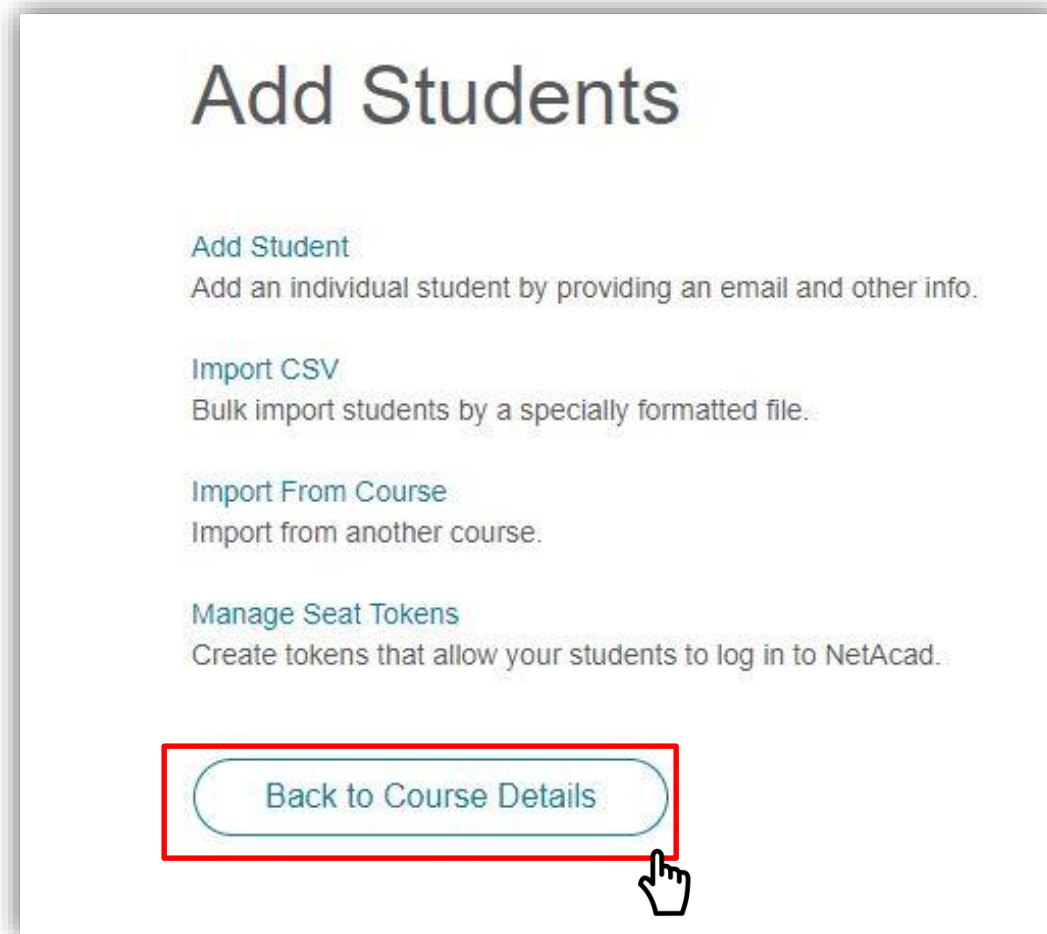 Add Students
Add Student
Add an individual student by providing an email and other info.
Import CSV
Bulk import students by a specially formatted file.
Import From Course
Import from another course.
Manage Seat Tokens
Create tokens that allow your students to log in to NetAcad.
Back to Course Details